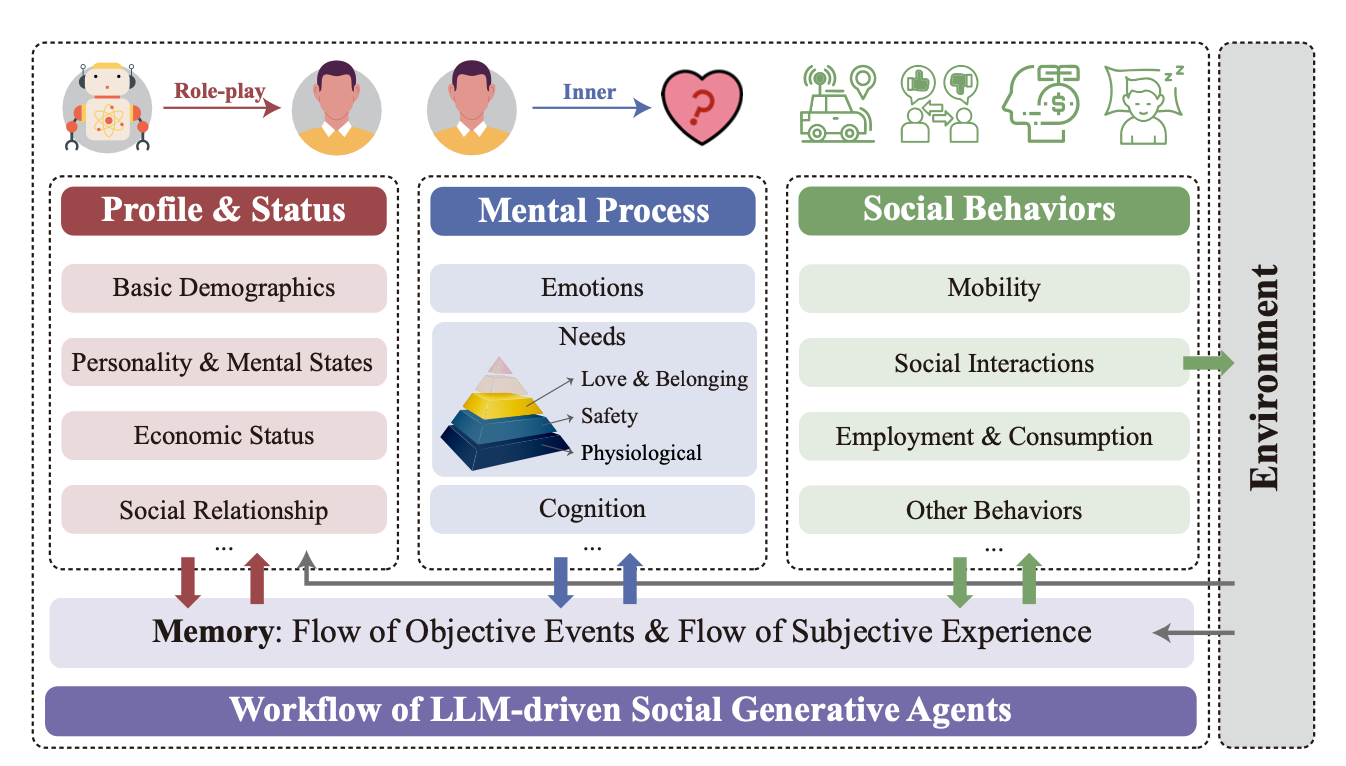 Role-play
Inner
?
z z
$
Profile & Status
Basic Demographics
Personality & Mental States
Economic Status
Social Relationship
...
Mental Process
Emotions
Needs
Love & Belonging
Safety
Physiological
Cognition
...
Social Behaviors
Mobility
Social Interactions
Employment & Consumption
Other Behaviors
...
Environment
Memory: Flow of Objective Events & Flow of Subjective Experience
Workflow of LLM-driven Social Generative Agents